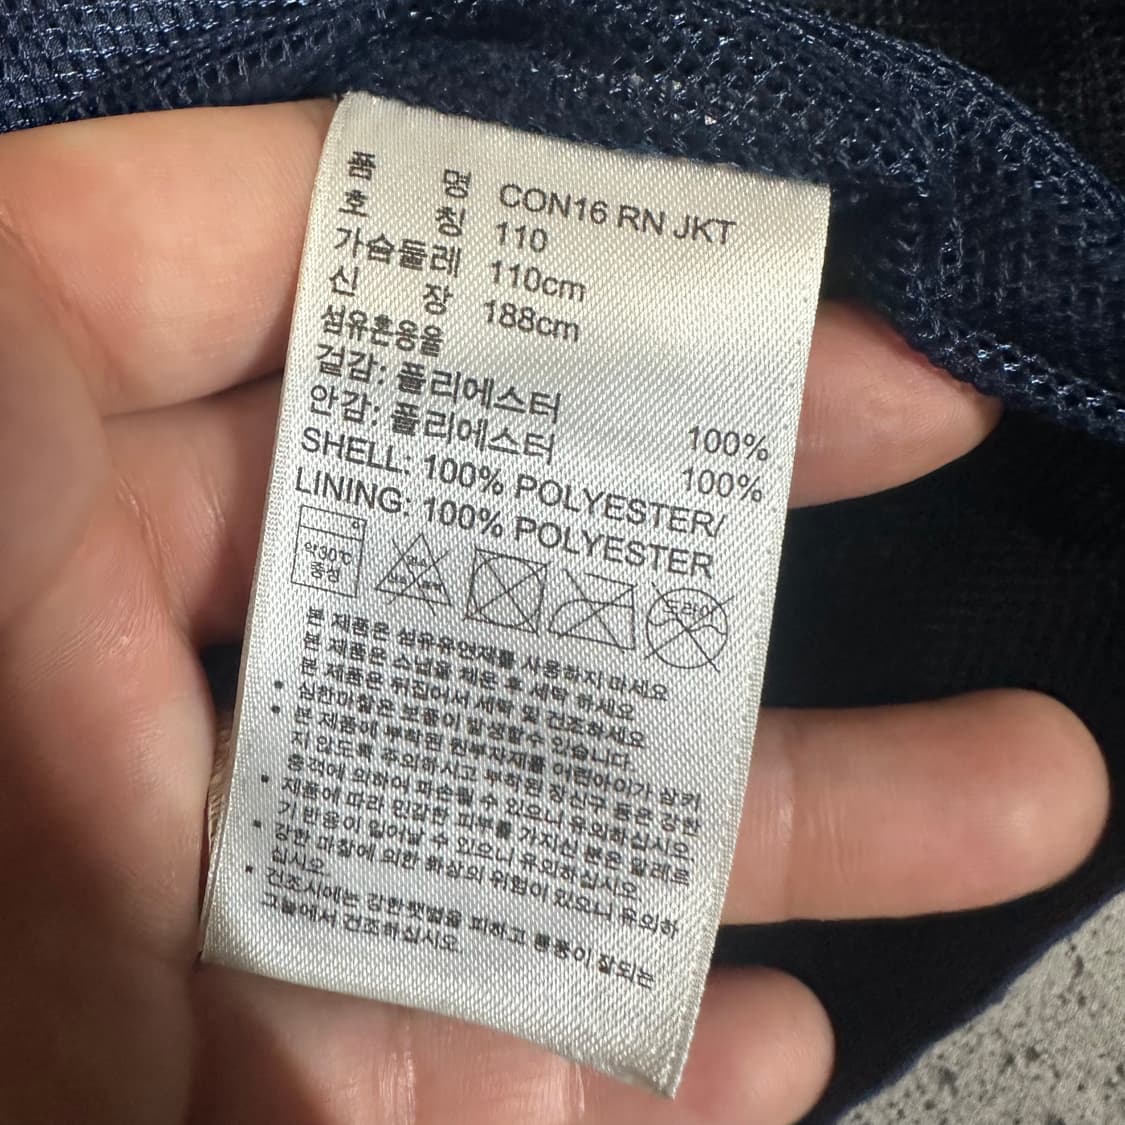 품 명 CON16 RN JKT
호 칭 110
가슴둘레 110cm
신 장 188cm
섬유혼용율
겉감: 폴리에스터 100%
안감: 폴리에스터 100%
SHELL: 100% POLYESTER/
LINING: 100% POLYESTER
약30℃
중성
드라이
본 제품은 섬유유연제를 사용하지 마세요
본 제품은 스냅을 채운 후 세탁 하세요
본 제품은 뒤집어서 세탁 및 건조하세요
• 심한마찰은 보풀이 발생할수 있습니다.
• 본 제품에 부착된 원부자재를 어린아이가 삼키
지 않도록 주의하시고 부착된 장신구 등은 강한
충격에 의하여 파손될 수 있으니 유의하십시오.
• 제품에 따라 민감한 피부를 가지신 분은 알레르
기 반응이 일어날 수 있으니 유의하십시오
• 강한 마찰에 의한 화상의 위험이 있으니 유의하
십시오.
• 건조시에는 강한햇볕을 피하고 통풍이 잘되는
그늘에서 건조하십시오.